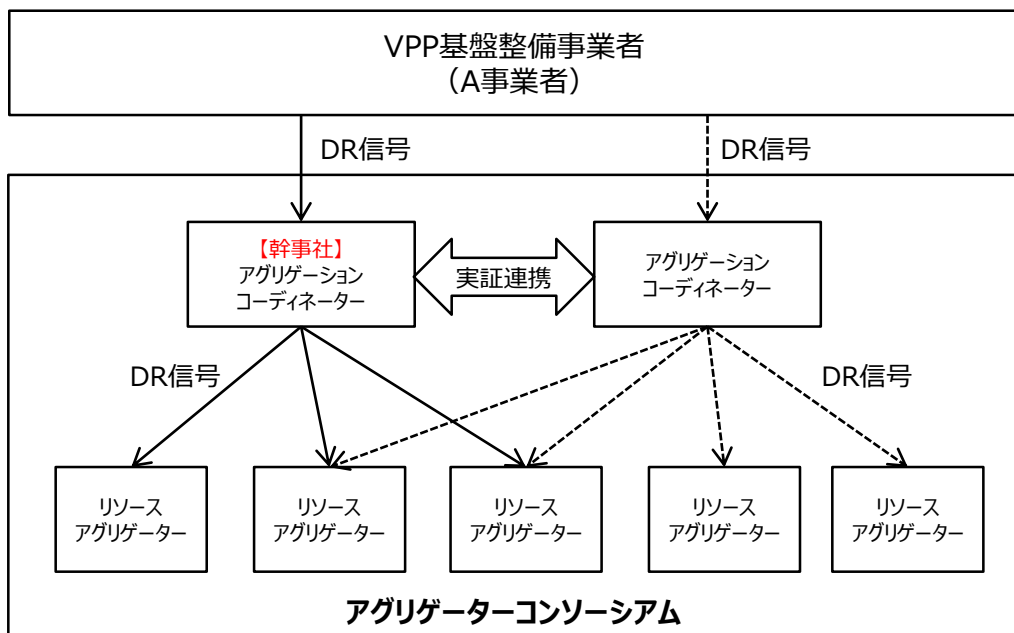 VPP基盤整備事業者
（A事業者）
DR信号
DR信号
【幹事社】
アグリゲーション
コーディネーター
実証連携
アグリゲーション
コーディネーター
DR信号
DR信号
リソース
アグリゲーター
リソース
アグリゲーター
リソース
アグリゲーター
リソース
アグリゲーター
リソース
アグリゲーター
アグリゲーターコンソーシアム